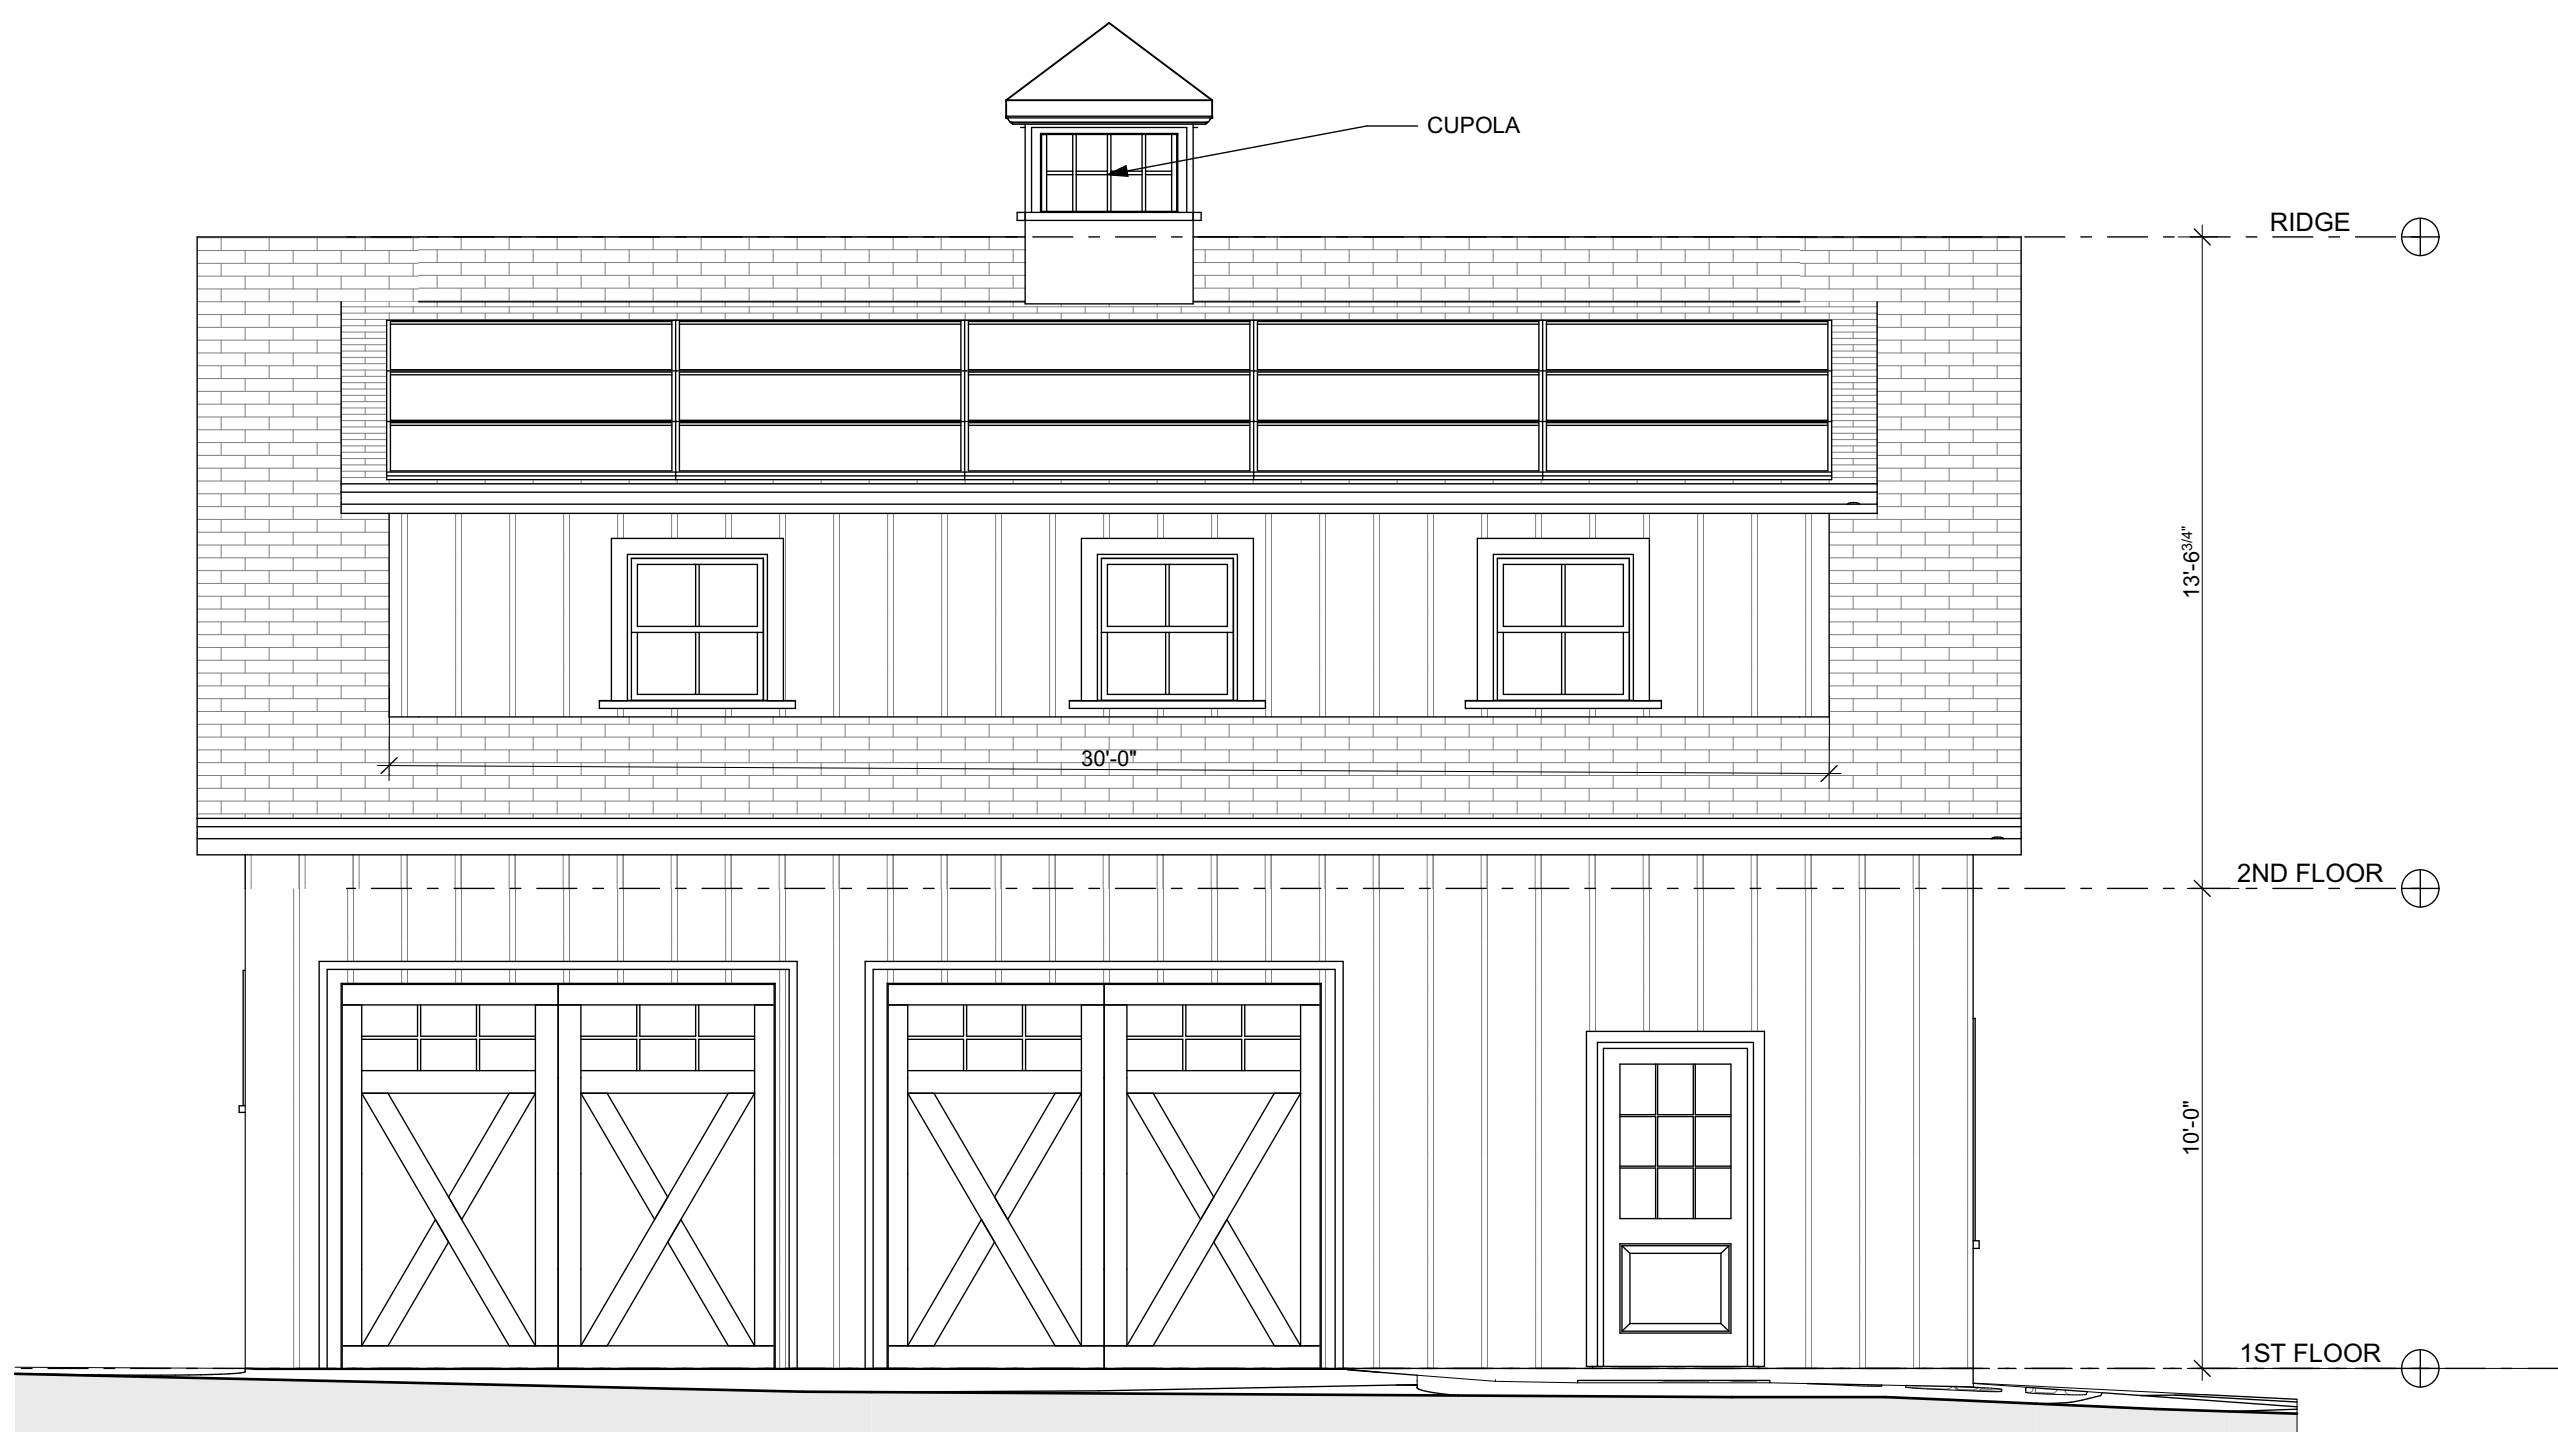 CUPOLA
RIDGE
13'-6 3/4"
30'-0"
2ND FLOOR
10'-0"
1ST FLOOR